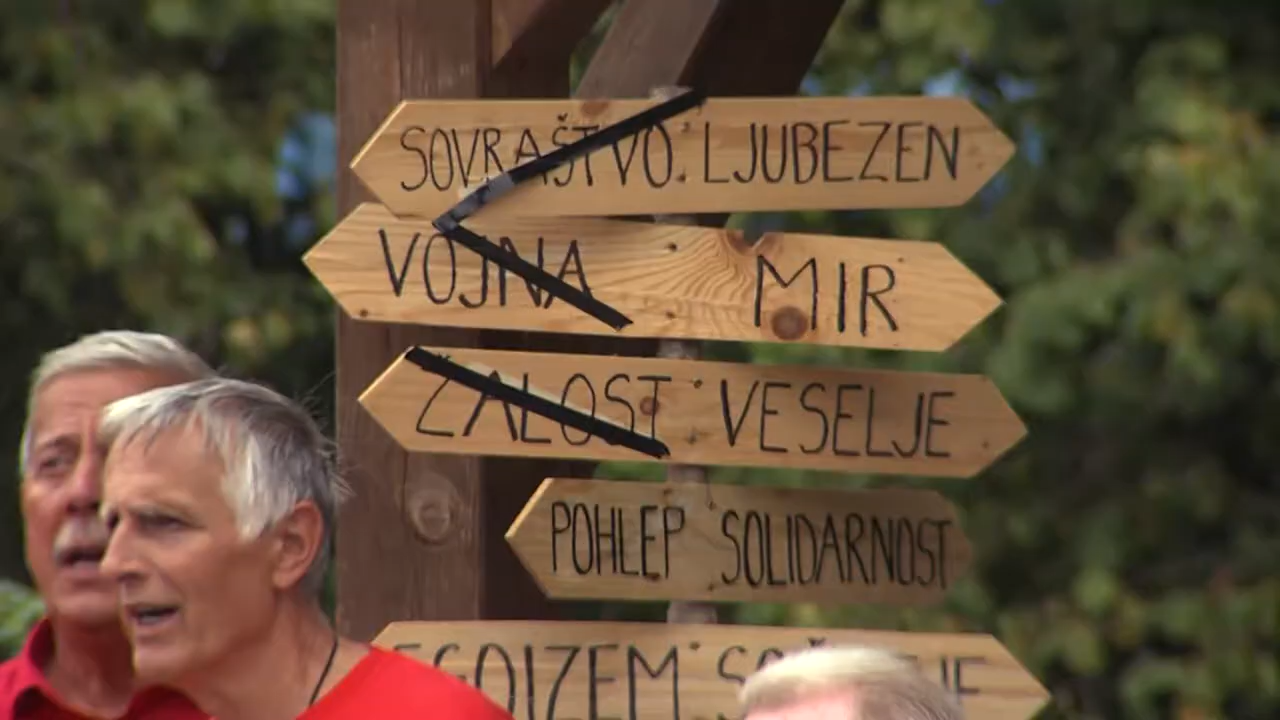 SOVRAŠTVO LJUBEZEN
VOJNA MIR
ŽALOST VESELJE
POHLEP SOLIDARNOST
EGOIZEM